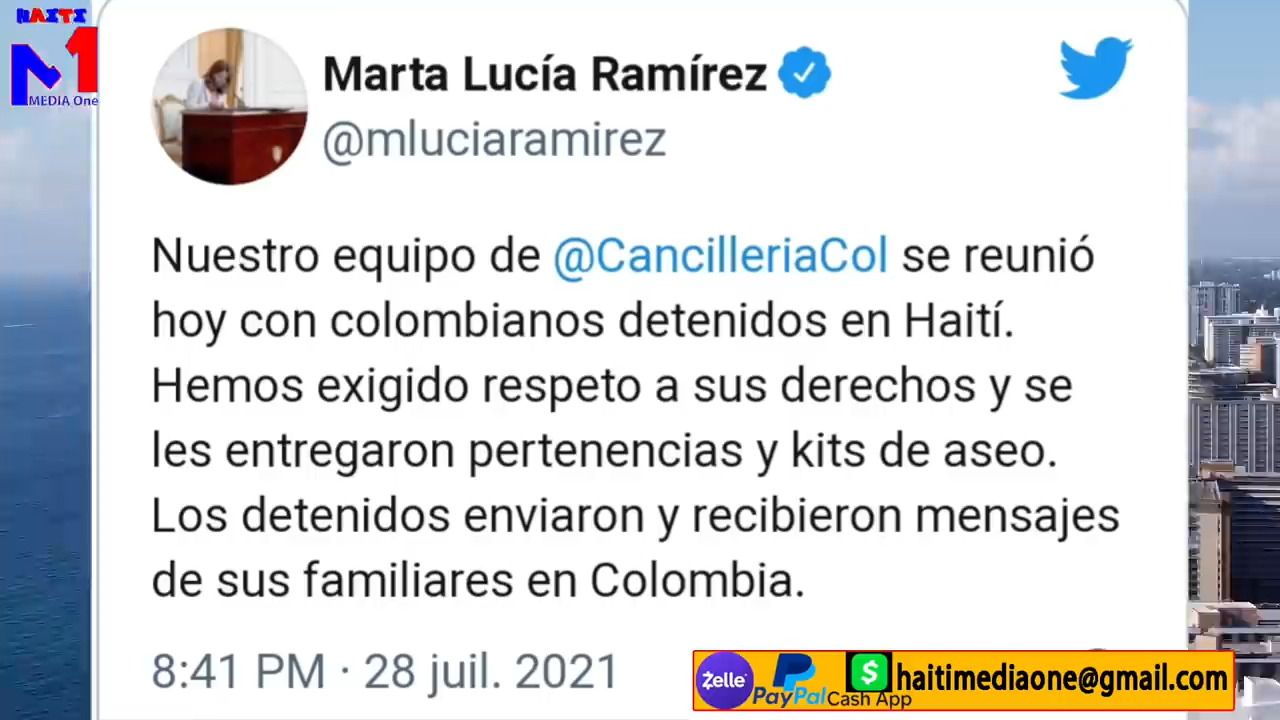 HAITI
M1
MEDIA One
Marta Lucía Ramírez
@mluciaramirez
Nuestro equipo de @CancilleriaCol se reunió
hoy con colombianos detenidos en Haití.
Hemos exigido respeto a sus derechos y se
les entregaron pertenencias y kits de aseo.
Los detenidos enviaron y recibieron mensajes
de sus familiares en Colombia.
8:41 PM · 28 juil. 2021
Zelle
PayPal
$
Cash App
haitimediaone@gmail.com